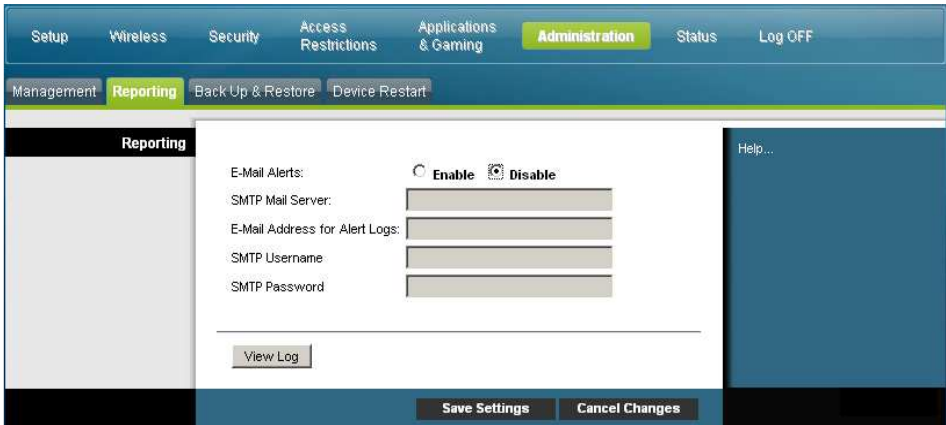 Setup Wireless Security Access Restrictions Applications & Gaming Administration Status Log OFF
Management Reporting Back Up & Restore Device Restart
Reporting
Help...
E-Mail Alerts: Enable Disable
SMTP Mail Server:
E-Mail Address for Alert Logs:
SMTP Username
SMTP Password
View Log
Save Settings Cancel Changes